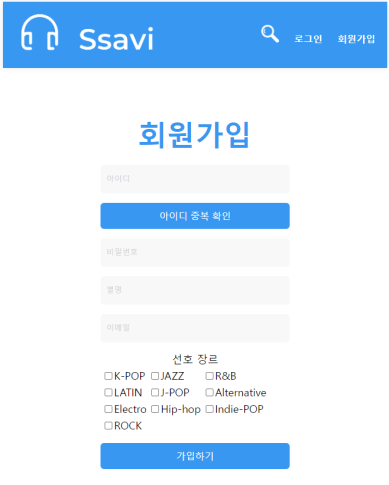 Ssavi
로그인 회원가입
회원가입
아이디
아이디 중복 확인
비밀번호
별명
이메일
선호 장르
K-POP JAZZ R&B
LATIN J-POP Alternative
Electro Hip-hop Indie-POP
ROCK
가입하기